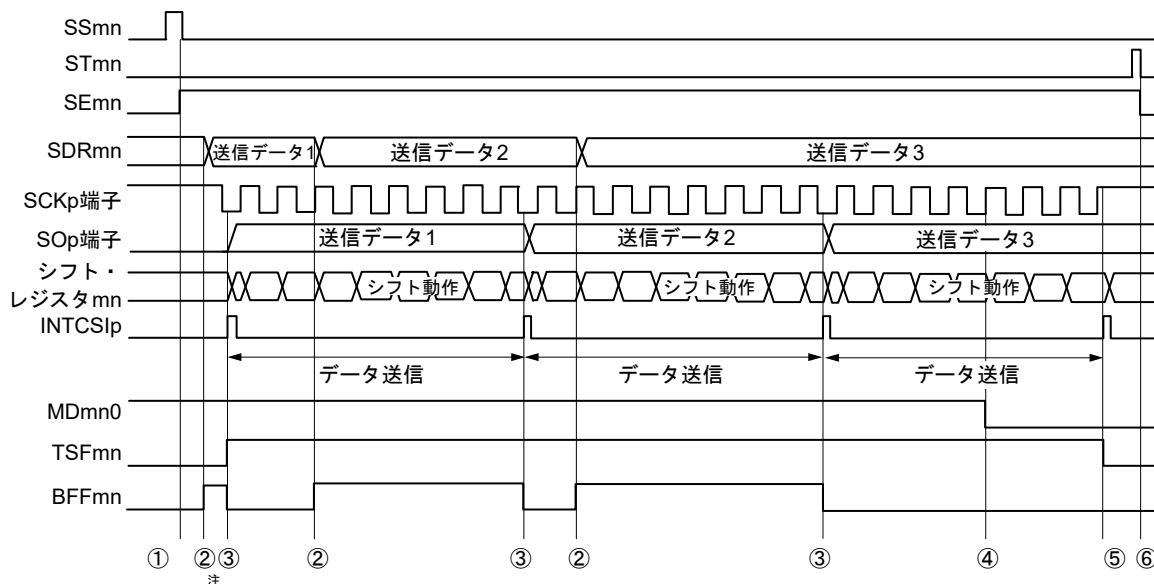 SSmn
STmn
SEmn
SDRmn 送信データ1 送信データ2 送信データ3
SCKp端子
SOp端子 送信データ1 送信データ2 送信データ3
シフト・
レジスタmn シフト動作 シフト動作 シフト動作
INTCSIp
データ送信 データ送信 データ送信
MDmn0
TSFmn
BFFmn
① ② ③ ② ③ ② ③ ④ ⑤ ⑥
注